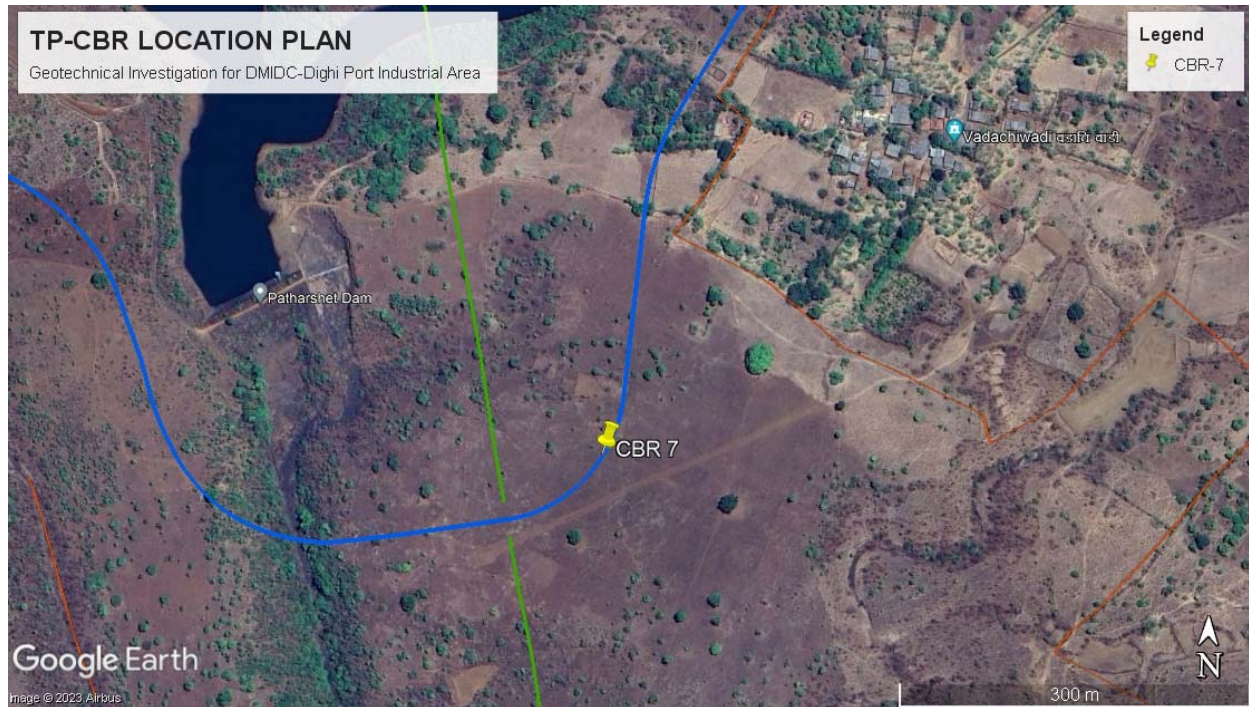 TP-CBR LOCATION PLAN
Geotechnical Investigation for DMIDC-Dighi Port Industrial Area
Legend
CBR-7
Vadachiwadi वडाचि वाडी
Patharshet Dam
CBR 7
Google Earth
N
Image © 2023 Airbus
300 m